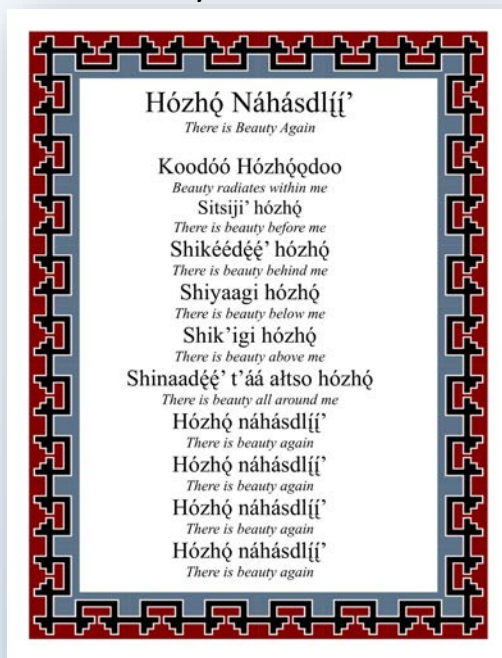 Hózhǫ́ Náhásdlį́į́’
There is Beauty Again
Koodóó Hózhǫ́ǫdoo
Beauty radiates within me
Sitsiji’ hózhǫ́
There is beauty before me
Shikéédę́ę́’ hózhǫ́
There is beauty behind me
Shiyaagi hózhǫ́
There is beauty below me
Shik’igi hózhǫ́
There is beauty above me
Shinaadę́ę́’ t’áá ałtso hózhǫ́
There is beauty all around me
Hózhǫ́ náhásdlį́į́’
There is beauty again
Hózhǫ́ náhásdlį́į́’
There is beauty again
Hózhǫ́ náhásdlį́į́’
There is beauty again
Hózhǫ́ náhásdlį́į́’
There is beauty again